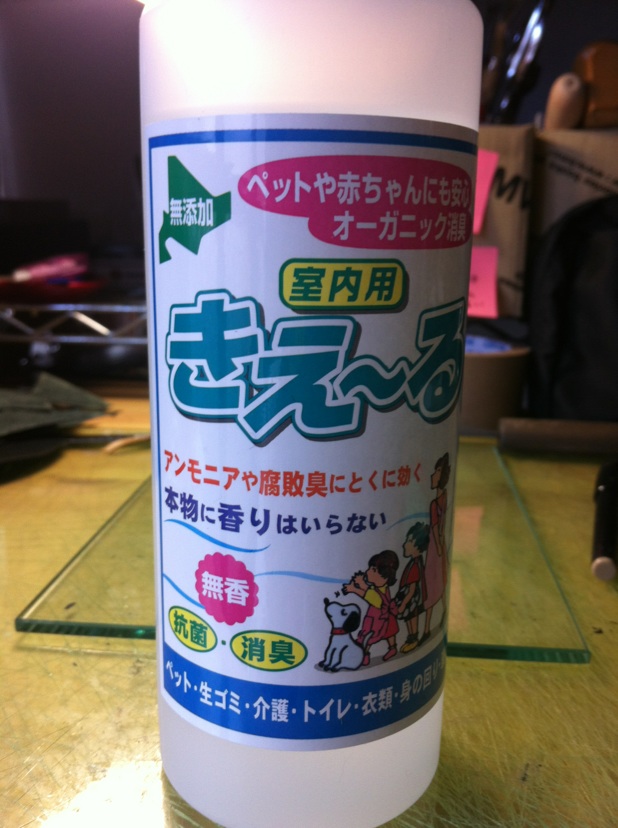 無添加
ペットや赤ちゃんにも安心
オーガニック消臭
室内用
きえ〜る
アンモニアや腐敗臭にとくに効く
本物に香りはいらない
無香
抗菌・消臭
ペット・生ゴミ・介護・トイレ・衣類・身の回り